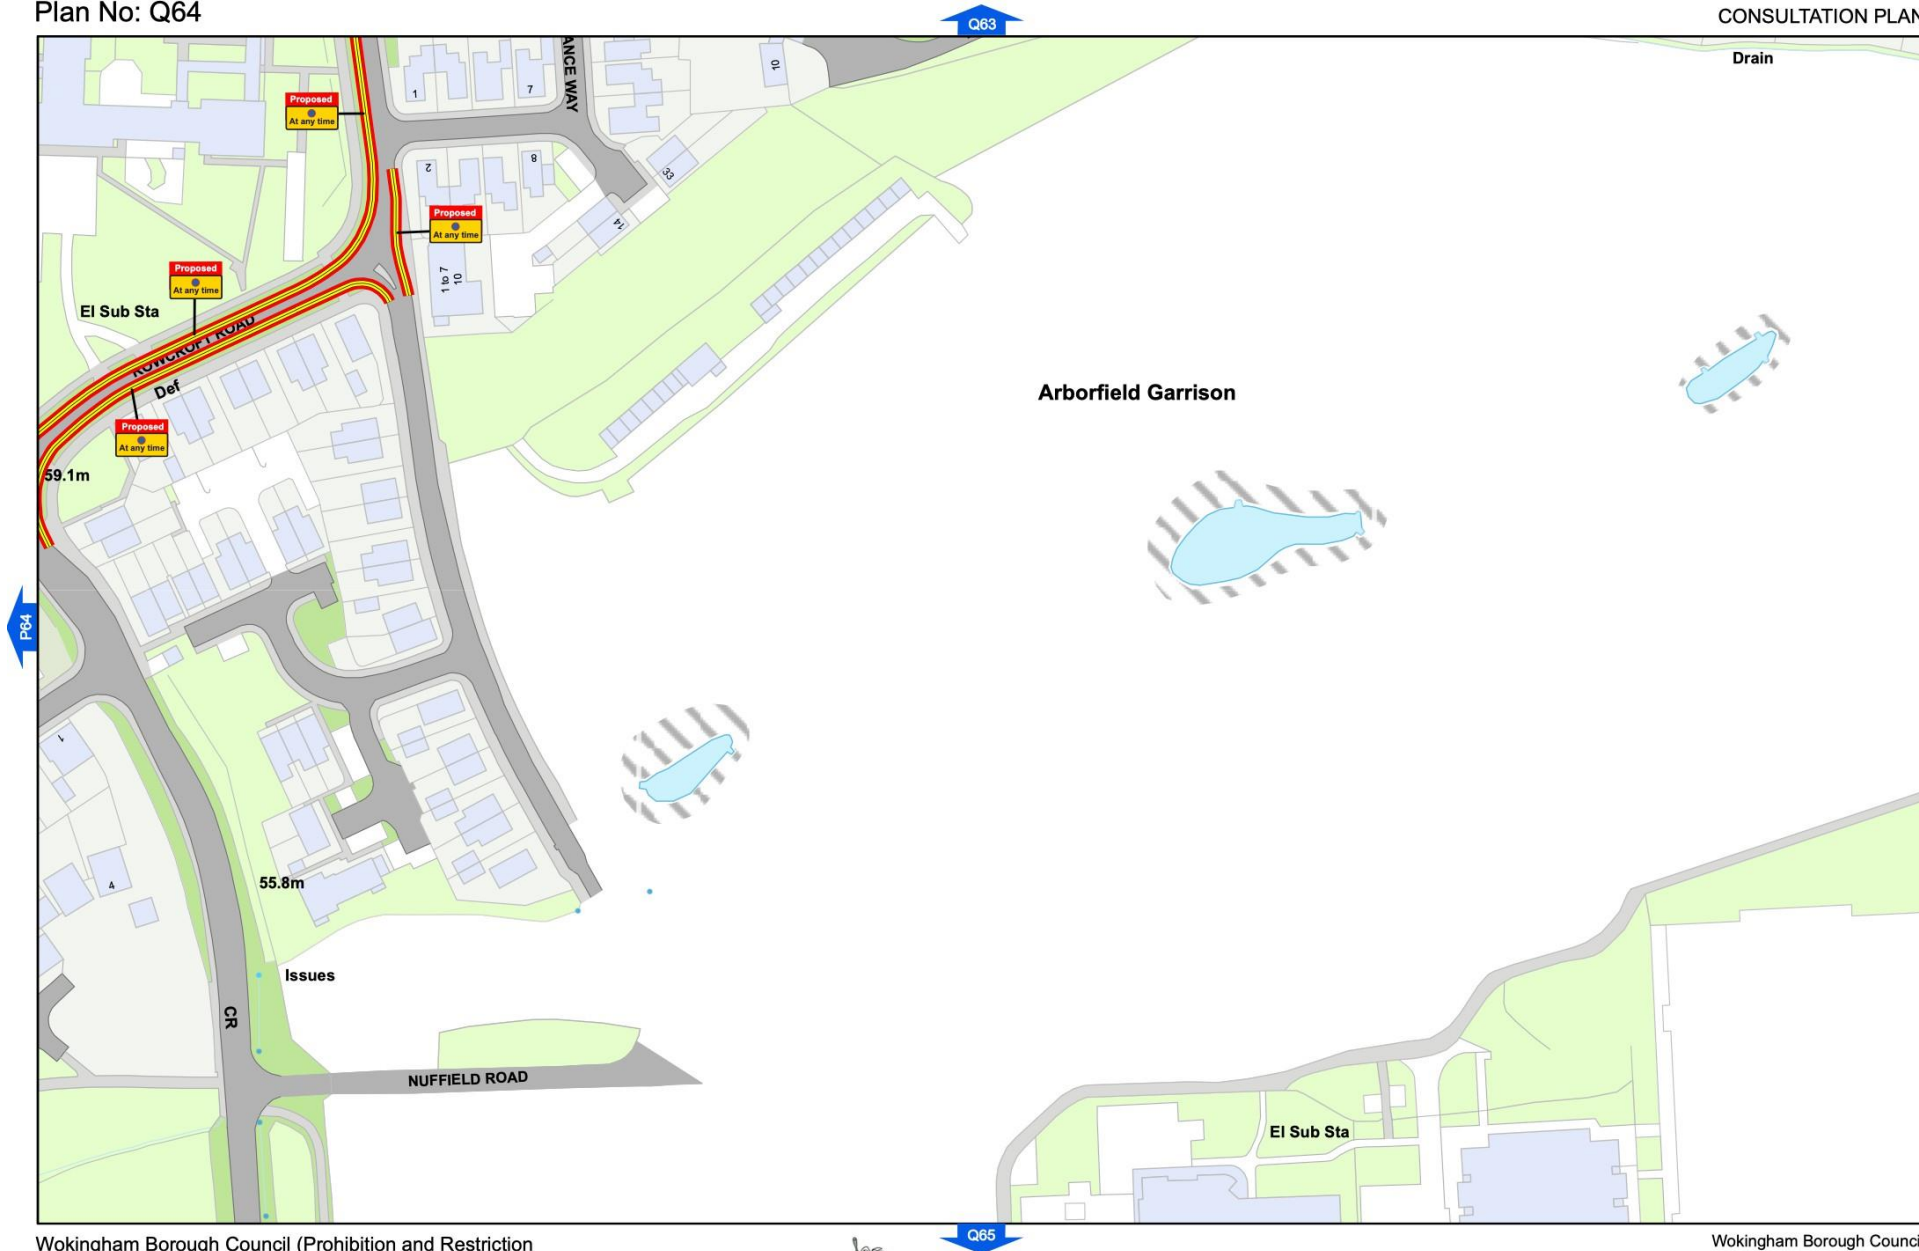 Plan No: Q64
Q63
CONSULTATION PLAN
Drain
ANCE WAY
10
1
7
Proposed
At any time
2
8
33
14
Proposed
At any time
1 to 7
10
Proposed
At any time
El Sub Sta
ROWCROFT ROAD
Def
Proposed
At any time
59.1m
Arborfield Garrison
P64
1
4
55.8m
Issues
CR
NUFFIELD ROAD
El Sub Sta
Q65
Wokingham Borough Council (Prohibition and Restriction
Wokingham Borough Counci